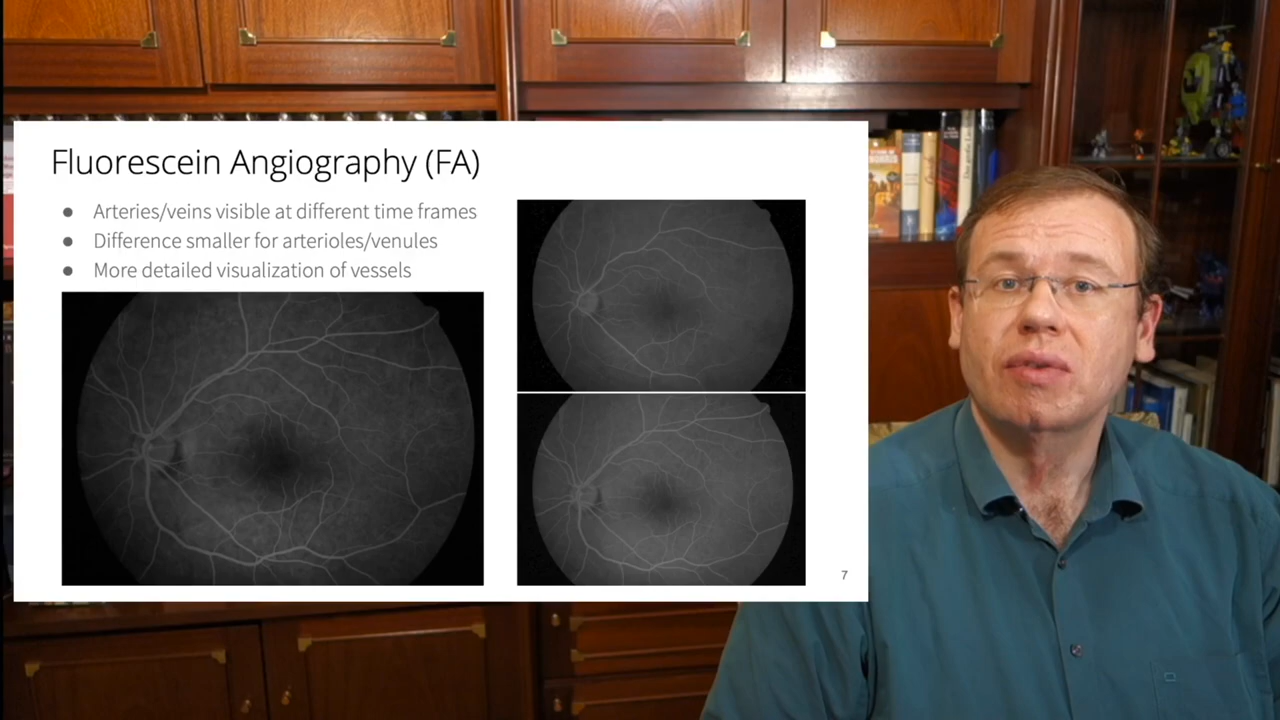 Fluorescein Angiography (FA)
● Arteries/veins visible at different time frames
● Difference smaller for arterioles/venules
● More detailed visualization of vessels
7